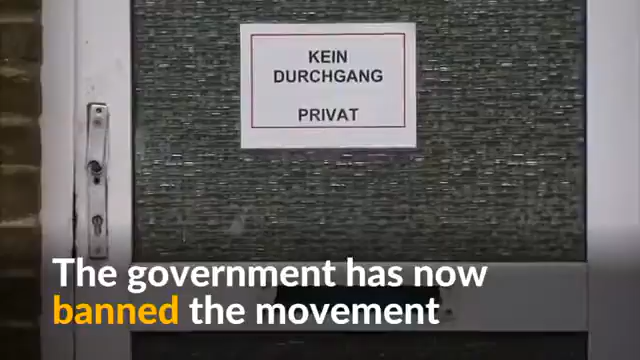 KEIN
DURCHGANG
PRIVAT
The government has now
banned the movement